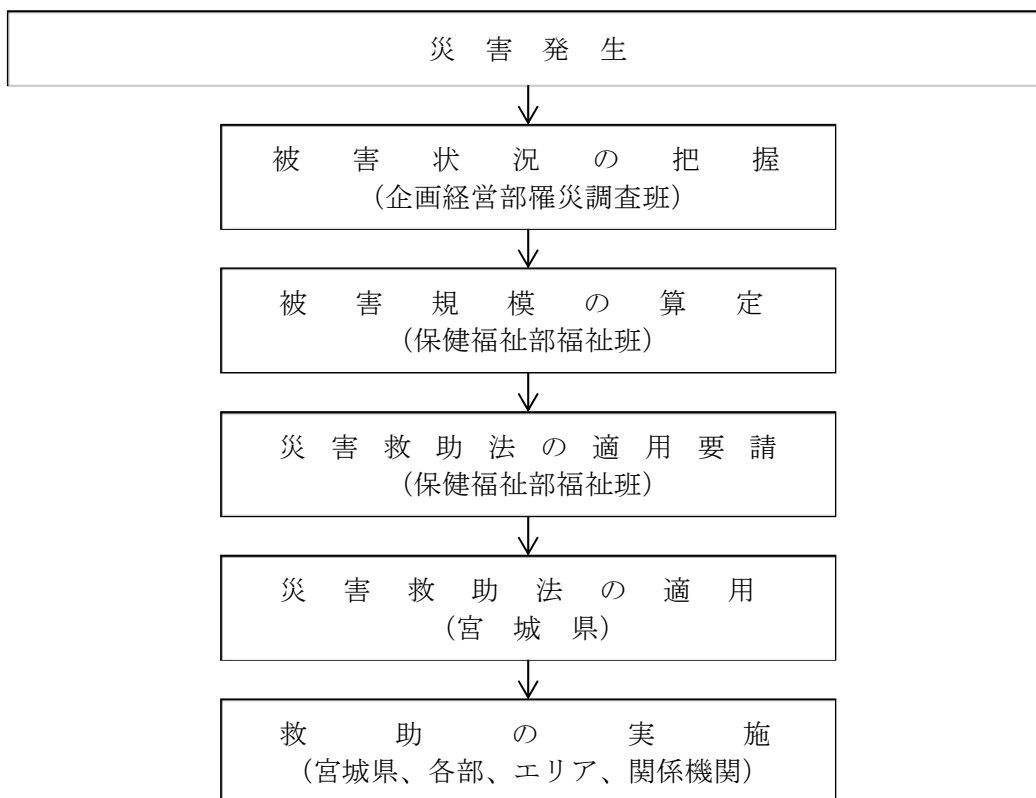 災害発生
被害状況の把握
（企画経営部罹災調査班）
被害規模の算定
（保健福祉部福祉班）
災害救助法の適用要請
（保健福祉部福祉班）
災害救助法の適用
（宮城県）
救助の実施
（宮城県、各部、エリア、関係機関）